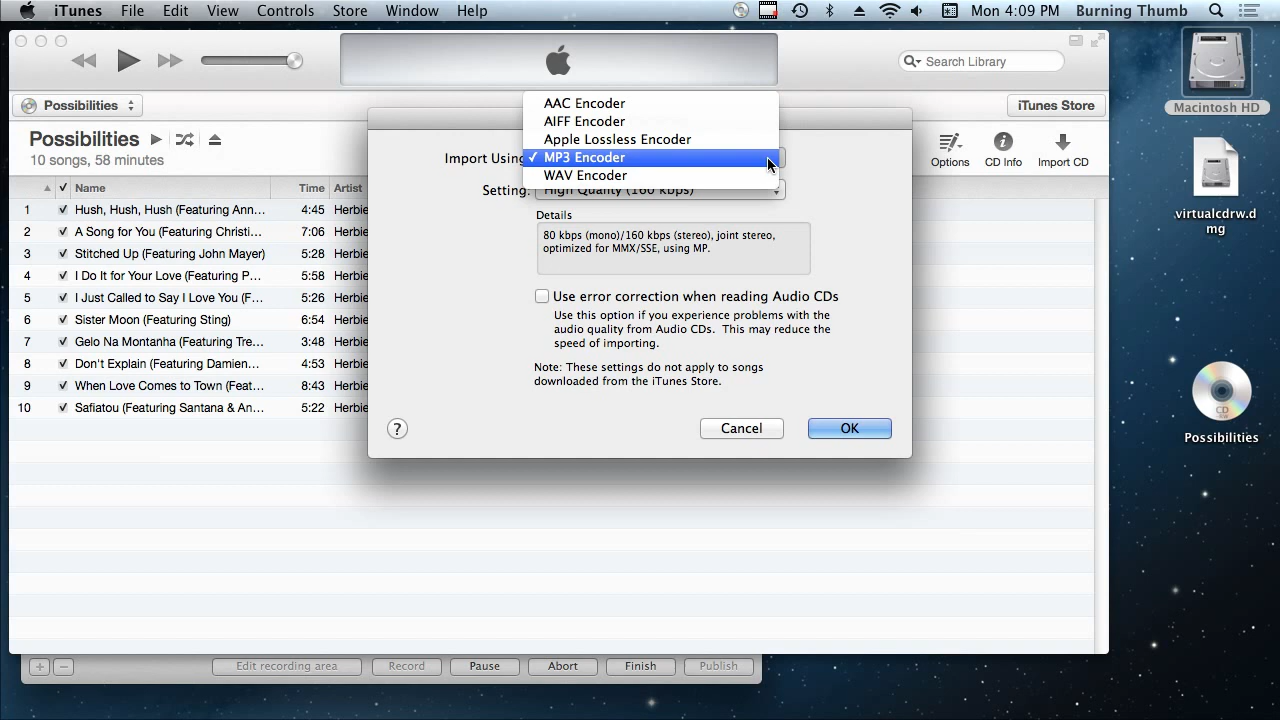 iTunes File Edit View Controls Store Window Help Mon 4:09 PM Burning Thumb
Search Library
Macintosh HD
Possibilities
iTunes Store
Possibilities
10 songs, 58 minutes
Options CD Info Import CD
Name Time Artist
1 Hush, Hush, Hush (Featuring Ann... 4:45 Herbie
2 A Song for You (Featuring Christi... 7:06 Herbie
3 Stitched Up (Featuring John Mayer) 5:28 Herbie
4 I Do It for Your Love (Featuring P... 5:58 Herbie
5 I Just Called to Say I Love You (F... 5:26 Herbie
6 Sister Moon (Featuring Sting) 6:54 Herbie
7 Gelo Na Montanha (Featuring Tre... 3:48 Herbie
8 Don't Explain (Featuring Damien... 4:53 Herbie
9 When Love Comes to Town (Feat... 8:43 Herbie
10 Safiatou (Featuring Santana & An... 5:22 Herbie
AAC Encoder
AIFF Encoder
Apple Lossless Encoder
Import Using ✓ MP3 Encoder
WAV Encoder
Setting: High Quality (160 kbps)
Details
80 kbps (mono)/160 kbps (stereo), joint stereo,
optimized for MMX/SSE, using MP.
Use error correction when reading Audio CDs
Use this option if you experience problems with the
audio quality from Audio CDs. This may reduce the
speed of importing.
Note: These settings do not apply to songs
downloaded from the iTunes Store.
? Cancel OK
virtualcdrw.d
mg
CD
Possibilities
+ − Edit recording area Record Pause Abort Finish Publish